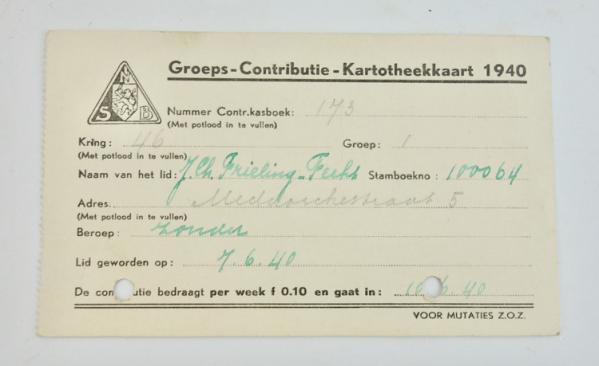 N
S B
Groeps-Contributie-Kartotheekkaart 1940
Nummer Contr.kasboek: 173
(Met potlood in te vullen)
Kring: 46 Groep: 1
(Met potlood in te vullen)
Naam van het lid: J. Ch. Frieling-Fecht Stamboekno: 100064
Adres. 5
(Met potlood in te vullen)
Beroep: zonder
Lid geworden op: 7.6.40
De contributie bedraagt per week f 0.10 en gaat in: 10.6.40
VOOR MUTATIES Z.O.Z.